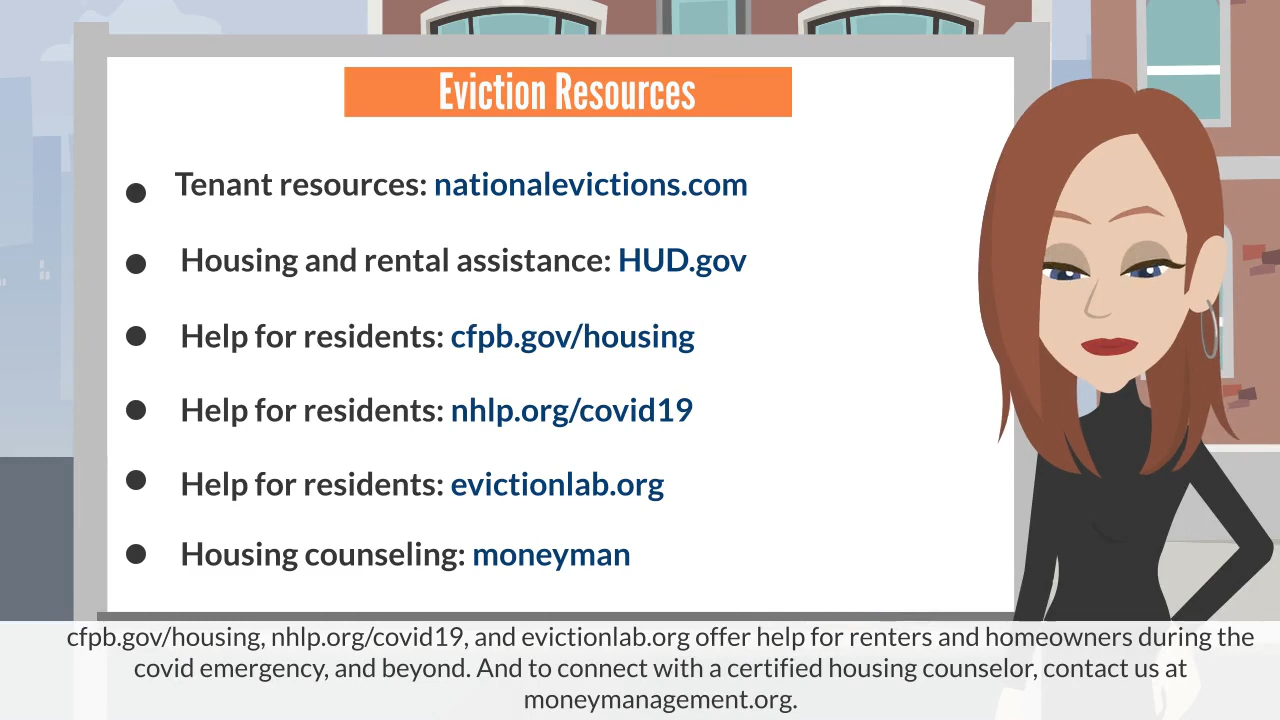 Eviction Resources
Tenant resources: nationalevictions.com
Housing and rental assistance: HUD.gov
Help for residents: cfpb.gov/housing
Help for residents: nhlp.org/covid19
Help for residents: evictionlab.org
Housing counseling: moneyman
cfpb.gov/housing, nhlp.org/covid19, and evictionlab.org offer help for renters and homeowners during the
covid emergency, and beyond. And to connect with a certified housing counselor, contact us at
moneymanagement.org.